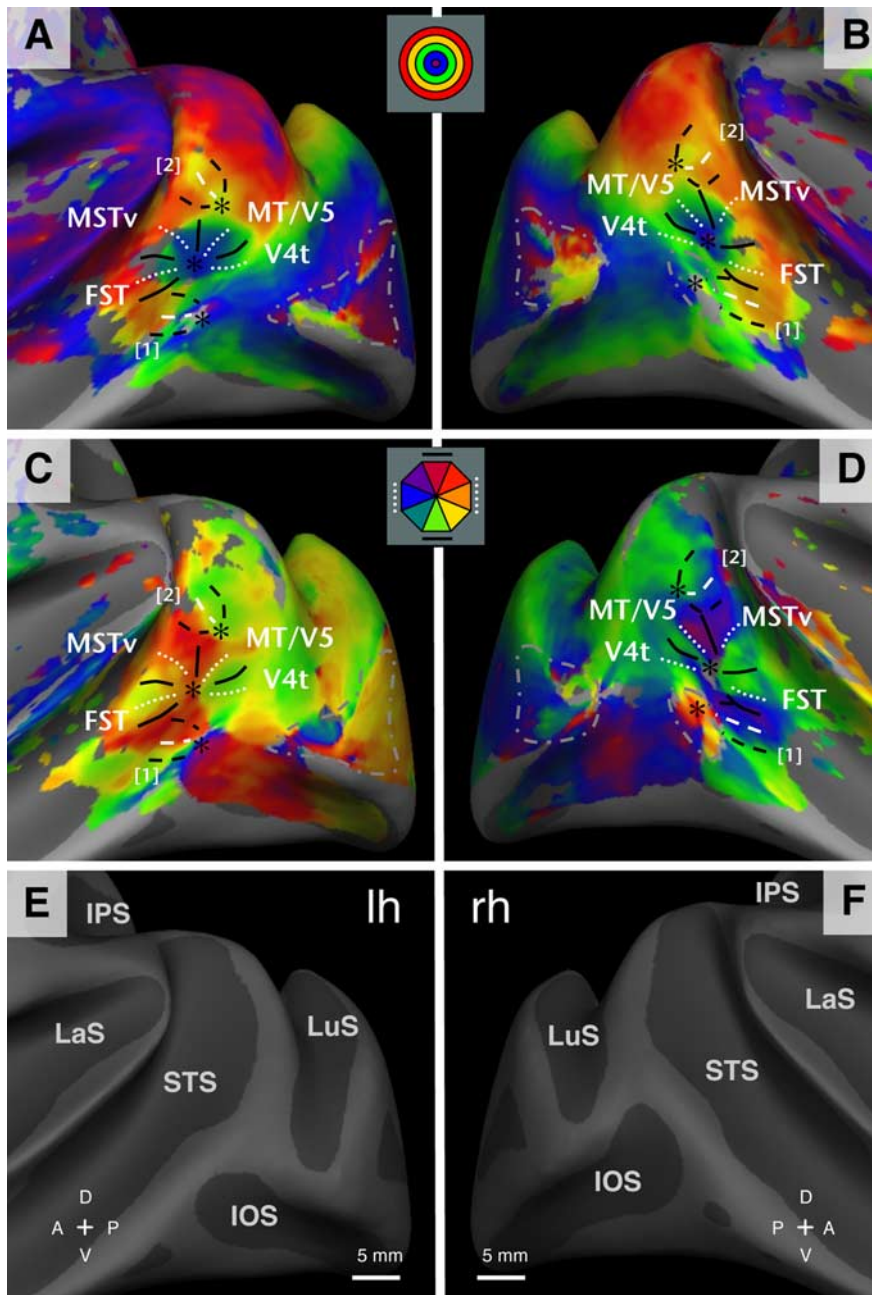 A
B
[2]
[2]
MSTv
MT/V5
MT/V5
MSTv
V4t
V4t
FST
FST
[1]
[1]
C
D
[2]
[2]
MSTv
MT/V5
MT/V5
MSTv
V4t
V4t
FST
FST
[1]
[1]
E
lh
rh
F
IPS
IPS
LaS
LuS
LuS
LaS
STS
STS
IOS
IOS
D
A P
V
5 mm
5 mm
D
P A
V